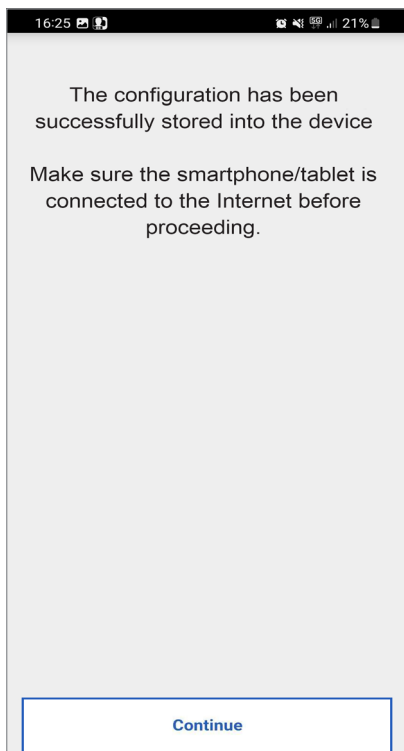 16:25
5G 21%
The configuration has been
successfully stored into the device
Make sure the smartphone/tablet is
connected to the Internet before
proceeding.
Continue